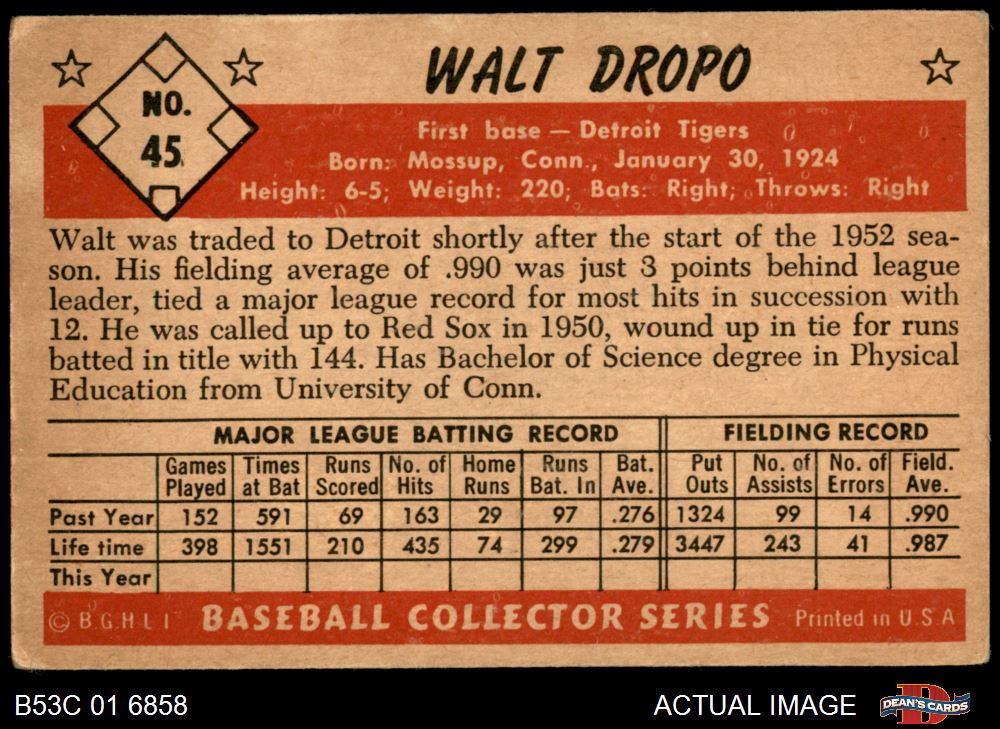 NO.
45
WALT DROPO
First base — Detroit Tigers
Born: Mossup, Conn., January 30, 1924
Height: 6-5; Weight: 220; Bats: Right; Throws: Right
Walt was traded to Detroit shortly after the start of the 1952 sea-
son. His fielding average of .990 was just 3 points behind league
leader, tied a major league record for most hits in succession with
12. He was called up to Red Sox in 1950, wound up in tie for runs
batted in title with 144. Has Bachelor of Science degree in Physical
Education from University of Conn.
MAJOR LEAGUE BATTING RECORD FIELDING RECORD
Games Times Runs No. of Home Runs Bat. Put No. of No. of Field.
Played at Bat Scored Hits Runs Bat. In Ave. Outs Assists Errors Ave.
Past Year 152 591 69 163 29 97 .276 1324 99 14 .990
Life time 398 1551 210 435 74 299 .279 3447 243 41 .987
This Year
© B.G.H.L.I BASEBALL COLLECTOR SERIES Printed in U.S.A
B53C 01 6858 ACTUAL IMAGE DEAN'S CARDS